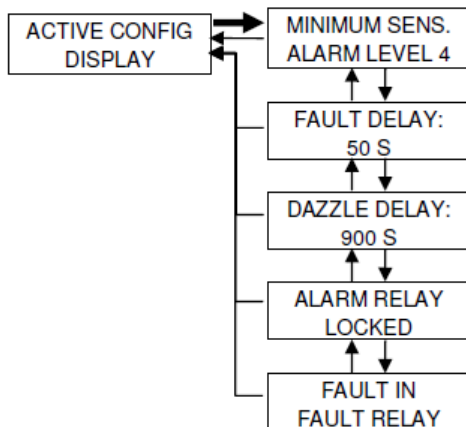 ACTIVE CONFIG
DISPLAY
MINIMUM SENS.
ALARM LEVEL 4
FAULT DELAY:
50 S
DAZZLE DELAY:
900 S
ALARM RELAY
LOCKED
FAULT IN
FAULT RELAY